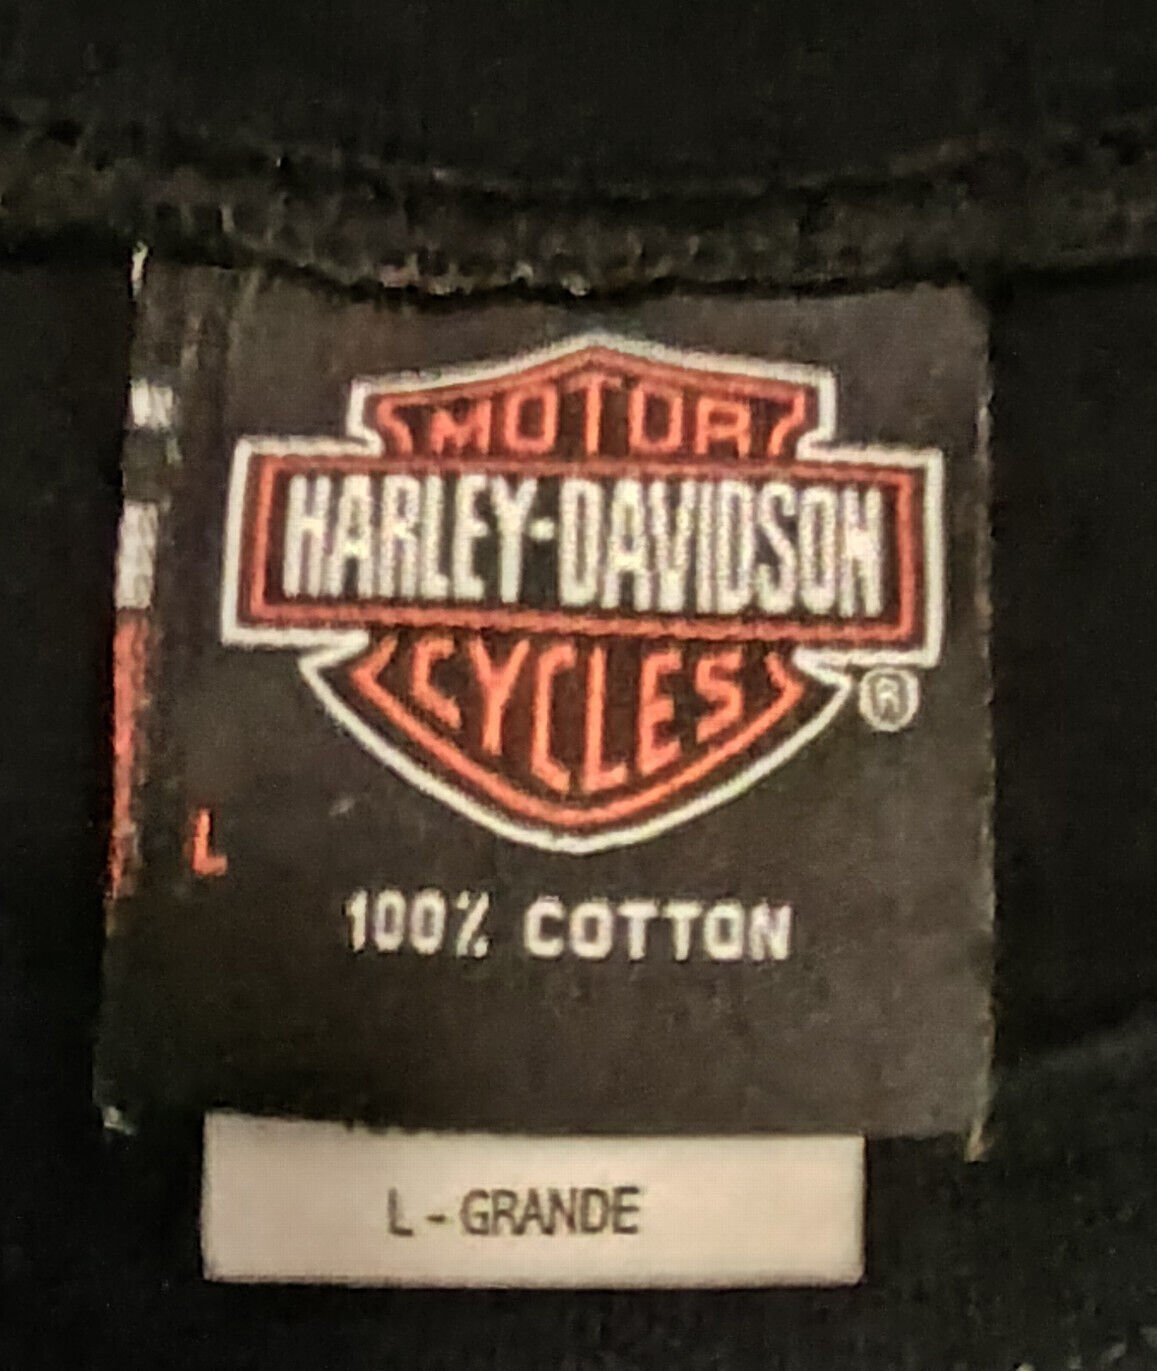 MOTOR
HARLEY-DAVIDSON
CYCLES
®
L
100% COTTON
L - GRANDE